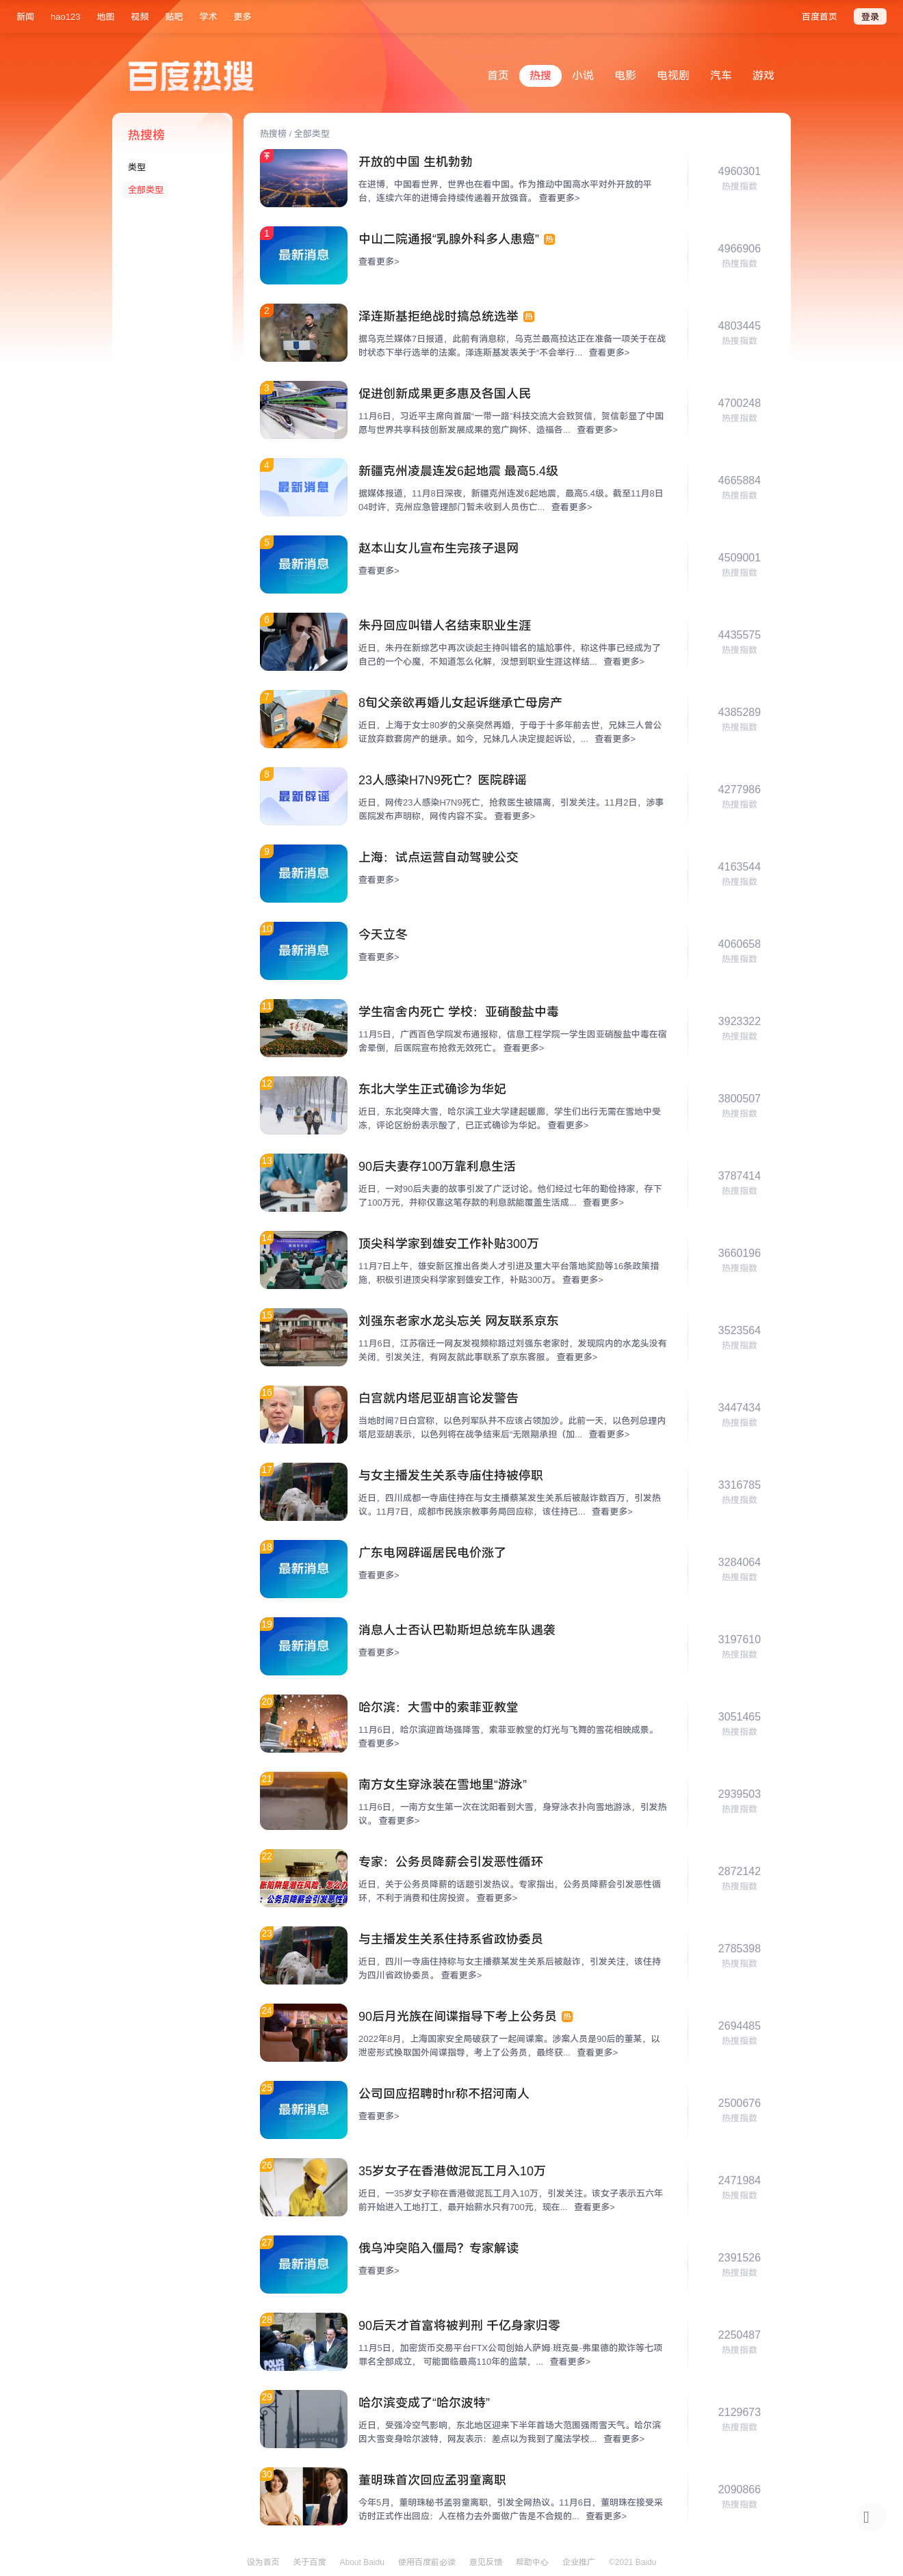 新闻 hao123 地图 视频 贴吧 学术 更多 百度首页 登录
百度热搜
首页 热搜 小说 电影 电视剧 汽车 游戏
热搜榜
类型
全部类型
热搜榜 / 全部类型
开放的中国 生机勃勃
在进博，中国看世界，世界也在看中国。作为推动中国高水平对外开放的平
台，连续六年的进博会持续传递着开放强音。 查看更多>
4960301
热搜指数
1
最新消息
中山二院通报“乳腺外科多人患癌” 热
查看更多>
4966906
热搜指数
2
泽连斯基拒绝战时搞总统选举 热
据乌克兰媒体7日报道，此前有消息称，乌克兰最高拉达正在准备一项关于在战
时状态下举行选举的法案。泽连斯基发表关于“不会举行... 查看更多>
4803445
热搜指数
3
促进创新成果更多惠及各国人民
11月6日，习近平主席向首届“一带一路”科技交流大会致贺信，贺信彰显了中国
愿与世界共享科技创新发展成果的宽广胸怀、造福各... 查看更多>
4700248
热搜指数
4
最新消息
新疆克州凌晨连发6起地震 最高5.4级
据媒体报道，11月8日深夜，新疆克州连发6起地震，最高5.4级。截至11月8日
04时许，克州应急管理部门暂未收到人员伤亡... 查看更多>
4665884
热搜指数
5
最新消息
赵本山女儿宣布生完孩子退网
查看更多>
4509001
热搜指数
6
朱丹回应叫错人名结束职业生涯
近日，朱丹在新综艺中再次谈起主持叫错名的尴尬事件，称这件事已经成为了
自己的一个心魔，不知道怎么化解，没想到职业生涯这样结... 查看更多>
4435575
热搜指数
7
8旬父亲欲再婚儿女起诉继承亡母房产
近日，上海于女士80岁的父亲突然再婚，于母于十多年前去世，兄妹三人曾公
证放弃数套房产的继承。如今，兄妹几人决定提起诉讼，... 查看更多>
4385289
热搜指数
8
最新辟谣
23人感染H7N9死亡？医院辟谣
近日，网传23人感染H7N9死亡，抢救医生被隔离，引发关注。11月2日，涉事
医院发布声明称，网传内容不实。 查看更多>
4277986
热搜指数
9
最新消息
上海：试点运营自动驾驶公交
查看更多>
4163544
热搜指数
10
最新消息
今天立冬
查看更多>
4060658
热搜指数
11
学生宿舍内死亡 学校：亚硝酸盐中毒
11月5日，广西百色学院发布通报称，信息工程学院一学生因亚硝酸盐中毒在宿
舍晕倒，后医院宣布抢救无效死亡。 查看更多>
3923322
热搜指数
12
东北大学生正式确诊为华妃
近日，东北突降大雪，哈尔滨工业大学建起暖廊，学生们出行无需在雪地中受
冻，评论区纷纷表示酸了，已正式确诊为华妃。 查看更多>
3800507
热搜指数
13
90后夫妻存100万靠利息生活
近日，一对90后夫妻的故事引发了广泛讨论。他们经过七年的勤俭持家，存下
了100万元，并称仅靠这笔存款的利息就能覆盖生活成... 查看更多>
3787414
热搜指数
14
顶尖科学家到雄安工作补贴300万
11月7日上午，雄安新区推出各类人才引进及重大平台落地奖励等16条政策措
施，积极引进顶尖科学家到雄安工作，补贴300万。 查看更多>
3660196
热搜指数
15
刘强东老家水龙头忘关 网友联系京东
11月6日，江苏宿迁一网友发视频称路过刘强东老家时，发现院内的水龙头没有
关闭，引发关注，有网友就此事联系了京东客服。 查看更多>
3523564
热搜指数
16
白宫就内塔尼亚胡言论发警告
当地时间7日白宫称，以色列军队并不应该占领加沙。此前一天，以色列总理内
塔尼亚胡表示，以色列将在战争结束后“无限期承担（加... 查看更多>
3447434
热搜指数
17
与女主播发生关系寺庙住持被停职
近日，四川成都一寺庙住持在与女主播蔡某发生关系后被敲诈数百万，引发热
议。11月7日，成都市民族宗教事务局回应称，该住持已... 查看更多>
3316785
热搜指数
18
最新消息
广东电网辟谣居民电价涨了
查看更多>
3284064
热搜指数
19
最新消息
消息人士否认巴勒斯坦总统车队遇袭
查看更多>
3197610
热搜指数
20
哈尔滨：大雪中的索菲亚教堂
11月6日，哈尔滨迎首场强降雪，索菲亚教堂的灯光与飞舞的雪花相映成景。
查看更多>
3051465
热搜指数
21
南方女生穿泳装在雪地里“游泳”
11月6日，一南方女生第一次在沈阳看到大雪，身穿泳衣扑向雪地游泳，引发热
议。 查看更多>
2939503
热搜指数
22
胀陷阱是潜在风险，怎么办
：公务员降薪会引发恶性循
专家：公务员降薪会引发恶性循环
近日，关于公务员降薪的话题引发热议。专家指出，公务员降薪会引发恶性循
环，不利于消费和住房投资。 查看更多>
2872142
热搜指数
23
与主播发生关系住持系省政协委员
近日，四川一寺庙住持称与女主播蔡某发生关系后被敲诈，引发关注，该住持
为四川省政协委员。 查看更多>
2785398
热搜指数
24
90后月光族在间谍指导下考上公务员 热
2022年8月，上海国家安全局破获了一起间谍案。涉案人员是90后的董某，以
泄密形式换取国外间谍指导，考上了公务员，最终获... 查看更多>
2694485
热搜指数
25
最新消息
公司回应招聘时hr称不招河南人
查看更多>
2500676
热搜指数
26
35岁女子在香港做泥瓦工月入10万
近日，一35岁女子称在香港做泥瓦工月入10万，引发关注。该女子表示五六年
前开始进入工地打工，最开始薪水只有700元，现在... 查看更多>
2471984
热搜指数
27
最新消息
俄乌冲突陷入僵局？专家解读
查看更多>
2391526
热搜指数
28
POLICE
90后天才首富将被判刑 千亿身家归零
11月5日，加密货币交易平台FTX公司创始人萨姆·班克曼-弗里德的欺诈等七项
罪名全部成立， 可能面临最高110年的监禁，... 查看更多>
2250487
热搜指数
29
哈尔滨变成了“哈尔波特”
近日，受强冷空气影响，东北地区迎来下半年首场大范围强雨雪天气。哈尔滨
因大雪变身哈尔波特，网友表示：差点以为我到了魔法学校... 查看更多>
2129673
热搜指数
30
董明珠首次回应孟羽童离职
今年5月，董明珠秘书孟羽童离职，引发全网热议。11月6日，董明珠在接受采
访时正式作出回应：人在格力去外面做广告是不合规的... 查看更多>
2090866
热搜指数
设为首页 关于百度 About Baidu 使用百度前必读 意见反馈 帮助中心 企业推广 ©2021 Baidu